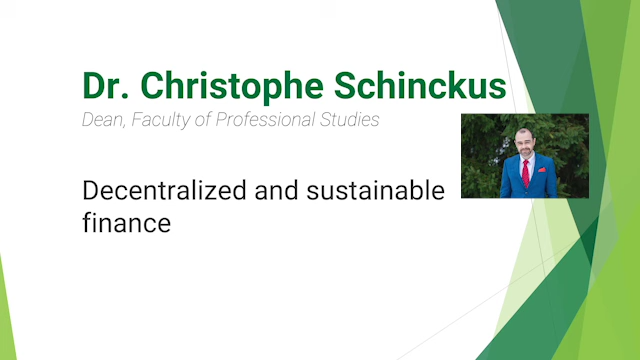 Dr. Christophe Schinckus
Dean, Faculty of Professional Studies
Decentralized and sustainable
finance